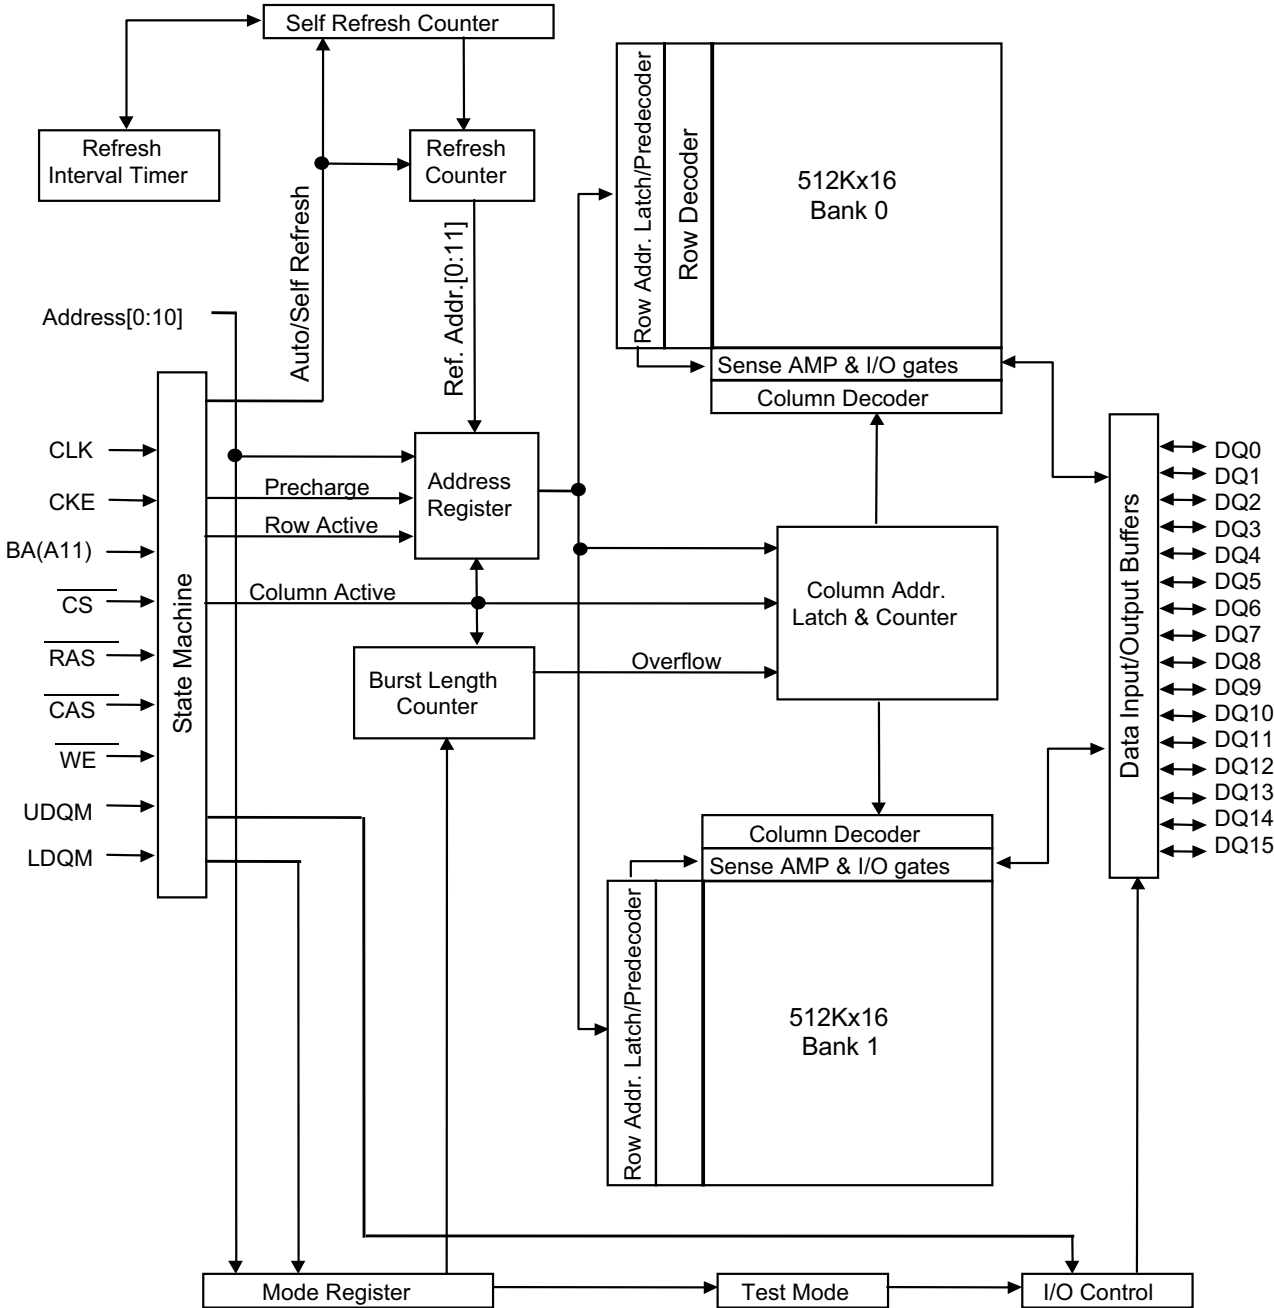 Self Refresh Counter
Refresh
Interval Timer
Refresh
Counter
Auto/Self Refresh
Ref. Addr.[0:11]
Row Addr. Latch/Predecoder
Row Decoder
512Kx16
Bank 0
Sense AMP & I/O gates
Column Decoder
Address[0:10]
CLK
CKE
BA(A11)
CS
RAS
CAS
WE
UDQM
LDQM
State Machine
Precharge
Row Active
Column Active
Address
Register
Burst Length
Counter
Overflow
Column Addr.
Latch & Counter
Data Input/Output Buffers
DQ0
DQ1
DQ2
DQ3
DQ4
DQ5
DQ6
DQ7
DQ8
DQ9
DQ10
DQ11
DQ12
DQ13
DQ14
DQ15
Column Decoder
Sense AMP & I/O gates
Row Addr. Latch/Predecoder
512Kx16
Bank 1
Mode Register
Test Mode
I/O Control